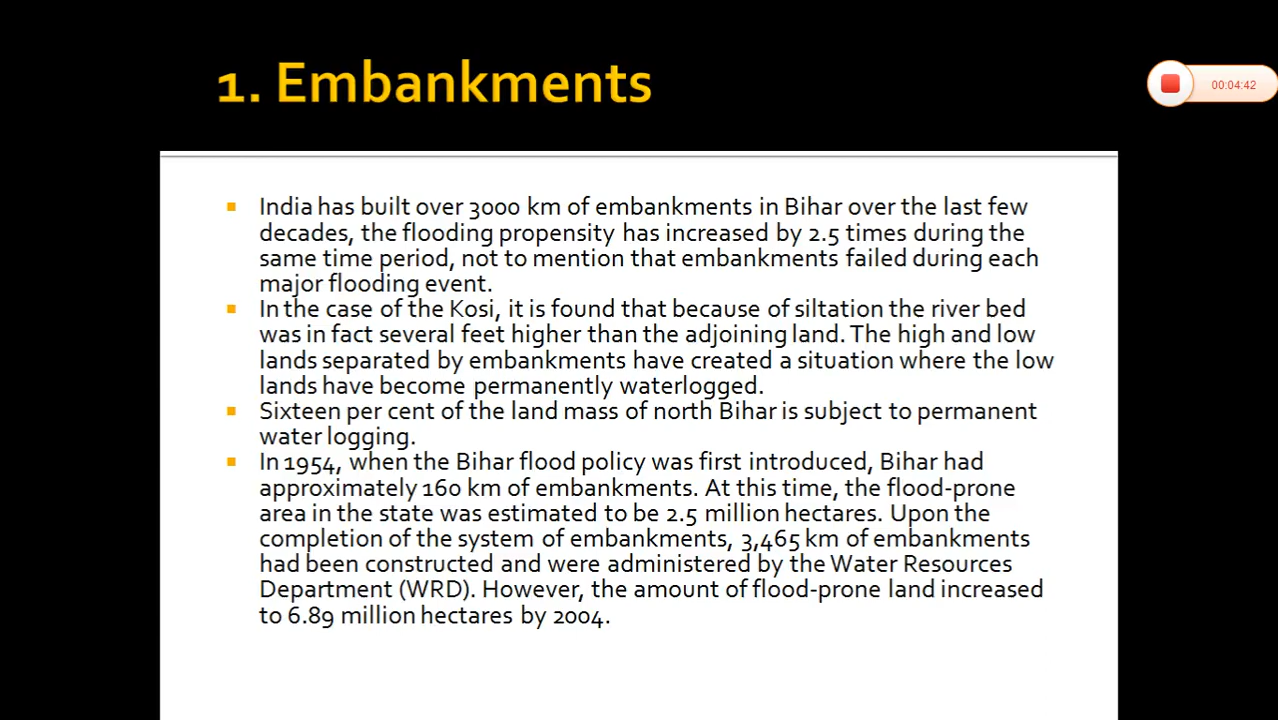 1. Embankments
00:04:42
▪ India has built over 3000 km of embankments in Bihar over the last few
decades, the flooding propensity has increased by 2.5 times during the
same time period, not to mention that embankments failed during each
major flooding event.
▪ In the case of the Kosi, it is found that because of siltation the river bed
was in fact several feet higher than the adjoining land. The high and low
lands separated by embankments have created a situation where the low
lands have become permanently waterlogged.
▪ Sixteen per cent of the land mass of north Bihar is subject to permanent
water logging.
▪ In 1954, when the Bihar flood policy was first introduced, Bihar had
approximately 160 km of embankments. At this time, the flood-prone
area in the state was estimated to be 2.5 million hectares. Upon the
completion of the system of embankments, 3,465 km of embankments
had been constructed and were administered by the Water Resources
Department (WRD). However, the amount of flood-prone land increased
to 6.89 million hectares by 2004.